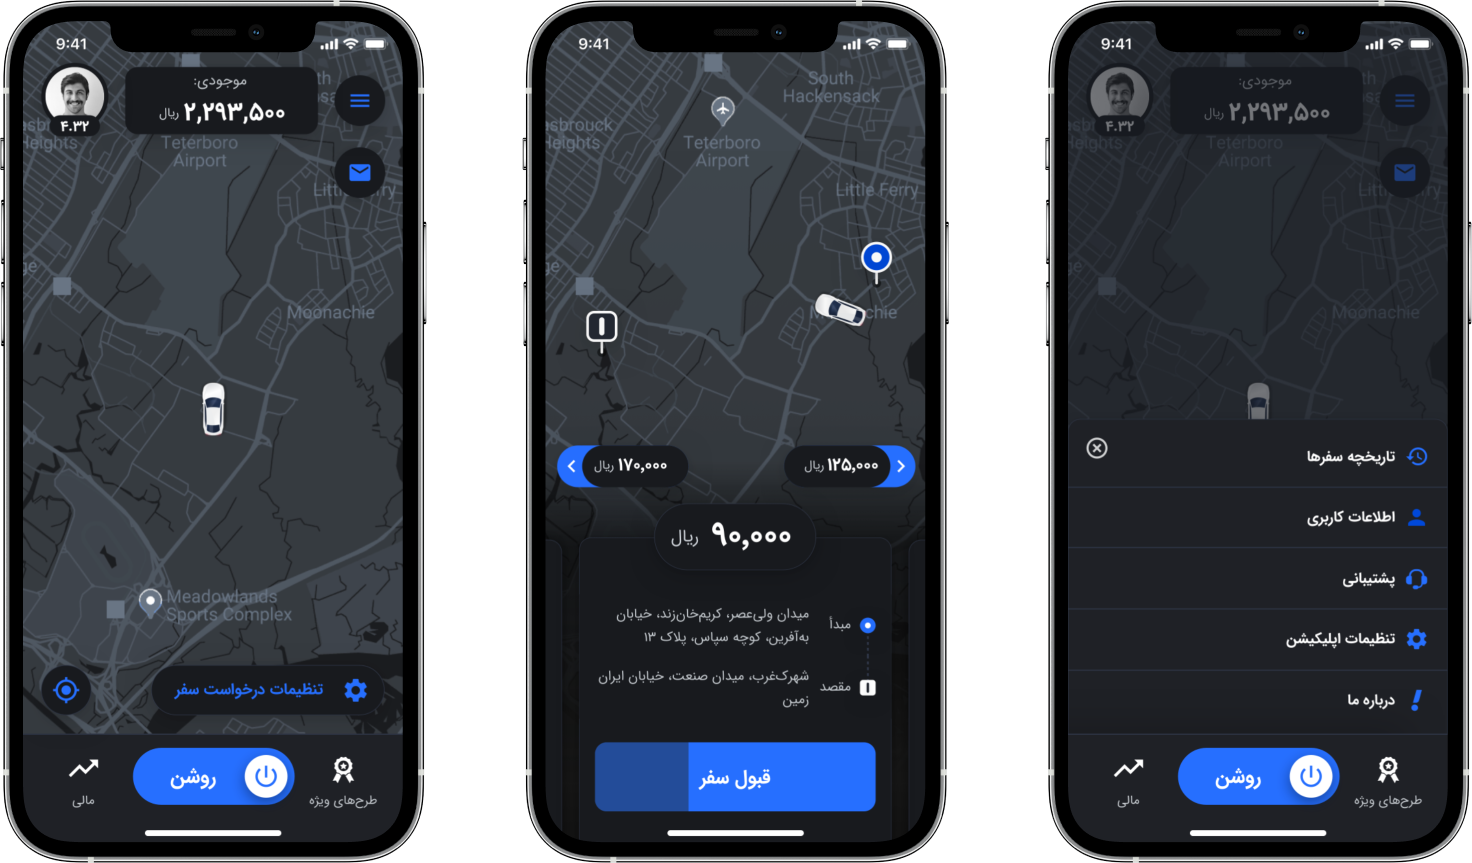 9:41
موجودی:
۲,۲۹۳,۵۰۰ ریال
۴.۳۲
Heights
Teterboro
Airport
Moonachie
Meadowlands
Sports Complex
تنظیمات درخواست سفر
طرح‌های ویژه
روشن
مالی
9:41
South
Hackensack
asbrouck
Heights
Teterboro
Airport
Little Ferry
۱۲۵,۰۰۰ ریال
۱۷۰,۰۰۰ ریال
۹۰,۰۰۰ ریال
مبدأ
میدان ولی‌عصر، کریم‌خان‌زند، خیابان
به‌آفرین، کوچه سپاس، پلاک ۱۳
مقصد
شهرک‌غرب، میدان صنعت، خیابان ایران
زمین
قبول سفر
9:41
موجودی:
۲,۲۹۳,۵۰۰ ریال
۴.۳۲
Heights
Teterboro
Airport
Moonachie
تاریخچه سفرها
اطلاعات کاربری
پشتیبانی
تنظیمات اپلیکیشن
درباره ما
طرح‌های ویژه
روشن
مالی